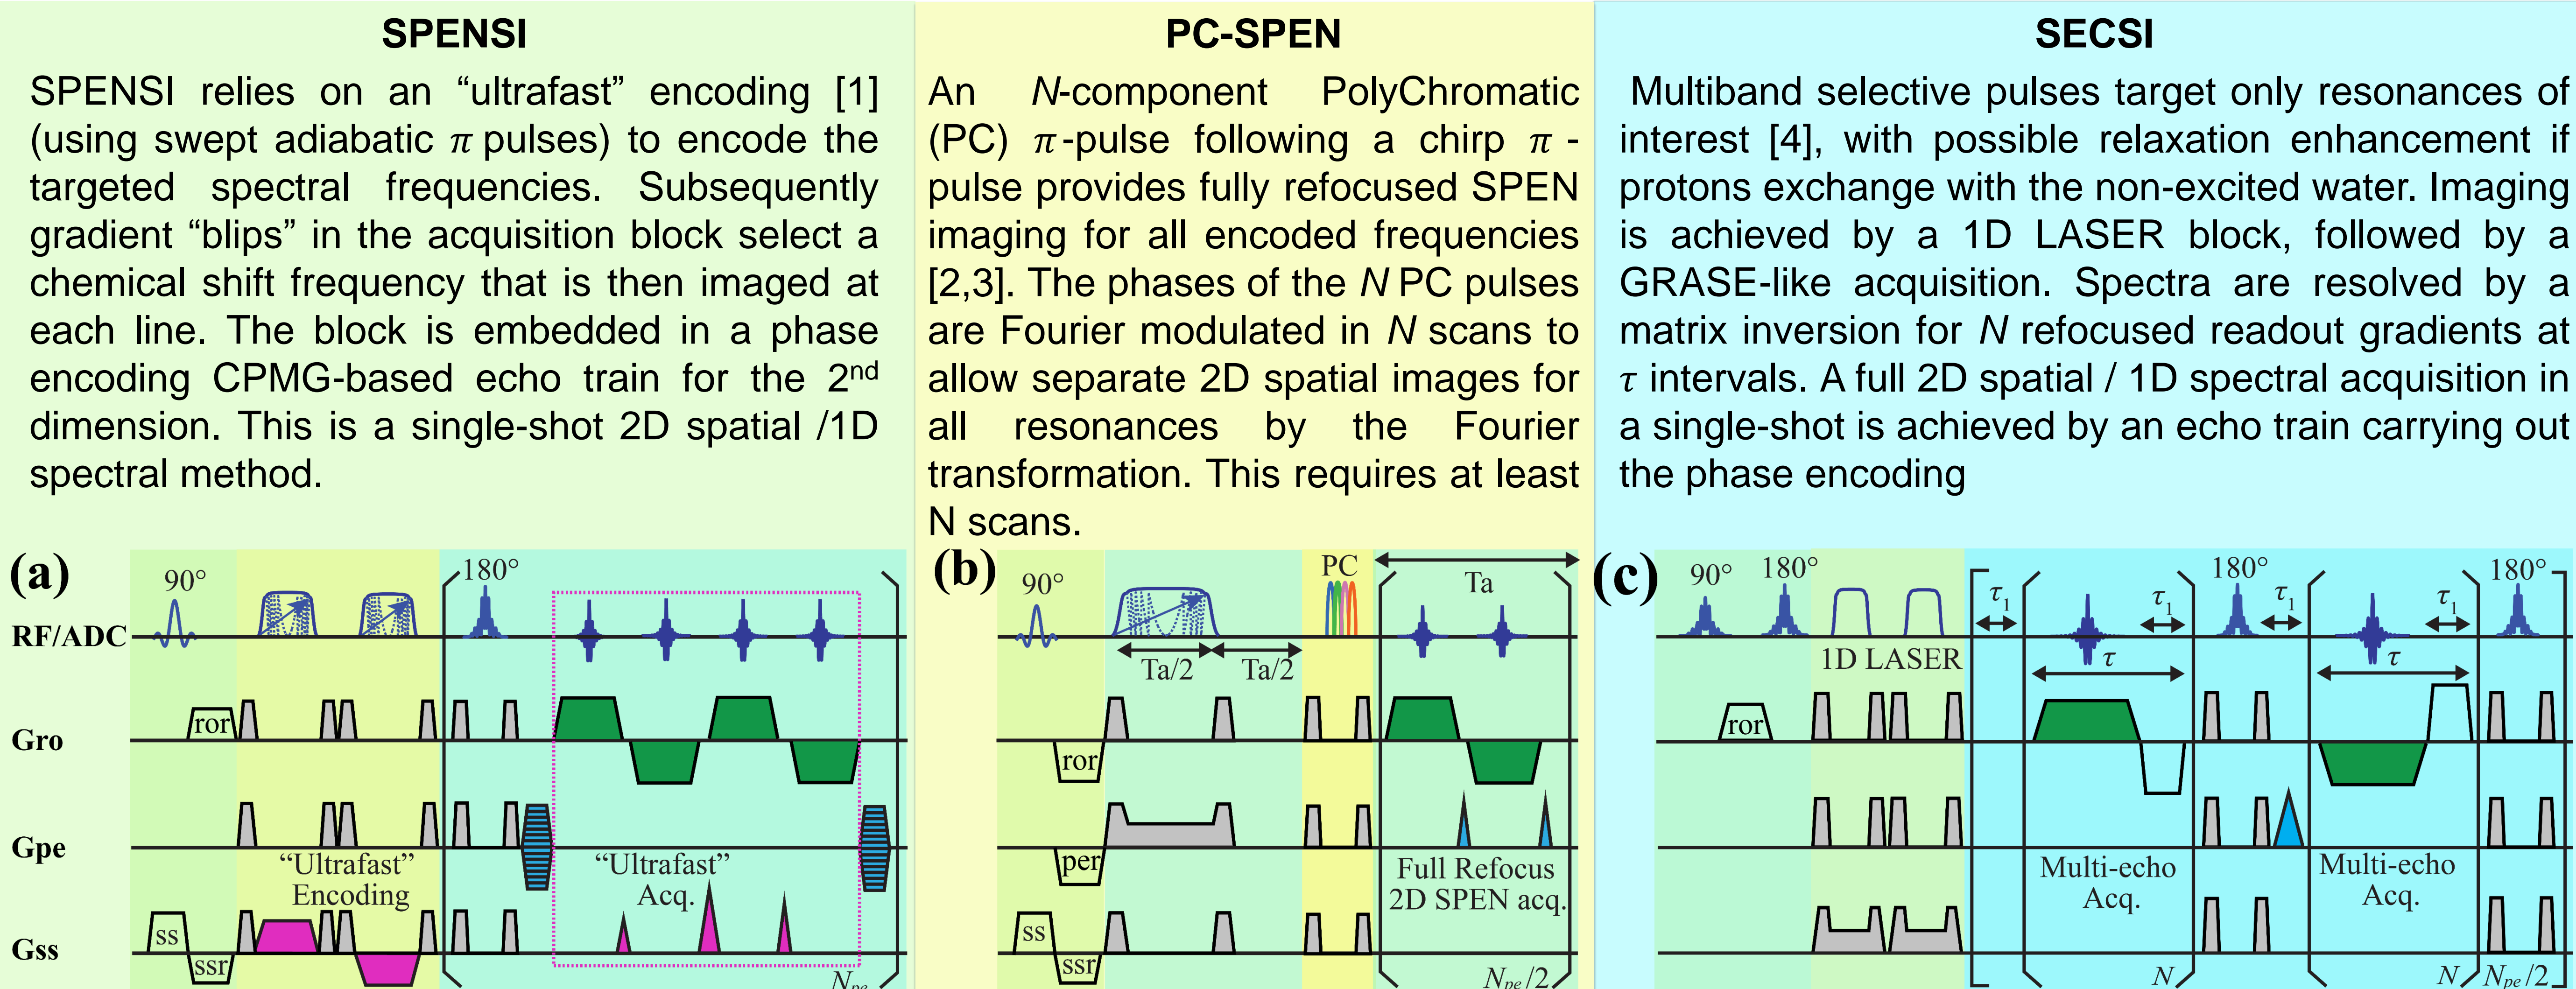 SPENSI
SPENSI relies on an “ultrafast” encoding [1]
(using swept adiabatic π pulses) to encode the
targeted spectral frequencies. Subsequently
gradient “blips” in the acquisition block select a
chemical shift frequency that is then imaged at
each line. The block is embedded in a phase
encoding CPMG-based echo train for the 2nd
dimension. This is a single-shot 2D spatial /1D
spectral method.
PC-SPEN
An N-component PolyChromatic
(PC) π-pulse following a chirp π -
pulse provides fully refocused SPEN
imaging for all encoded frequencies
[2,3]. The phases of the N PC pulses
are Fourier modulated in N scans to
allow separate 2D spatial images for
all resonances by the Fourier
transformation. This requires at least
N scans.
SECSI
Multiband selective pulses target only resonances of
interest [4], with possible relaxation enhancement if
protons exchange with the non-excited water. Imaging
is achieved by a 1D LASER block, followed by a
GRASE-like acquisition. Spectra are resolved by a
matrix inversion for N refocused readout gradients at
τ intervals. A full 2D spatial / 1D spectral acquisition in
a single-shot is achieved by an echo train carrying out
the phase encoding
(a)
90°
180°
RF/ADC
Gro
ror
Gpe
“Ultrafast”
Encoding
“Ultrafast”
Acq.
Gss
ss
ssr
Npe
(b)
90°
PC
Ta
Ta/2
Ta/2
ror
per
Full Refocus
2D SPEN acq.
ss
ssr
Npe/2
(c)
90°
180°
1D LASER
τ1
τ1
τ
180°
τ1
τ1
τ
180°
ror
Multi-echo
Acq.
Multi-echo
Acq.
N
N
Npe/2